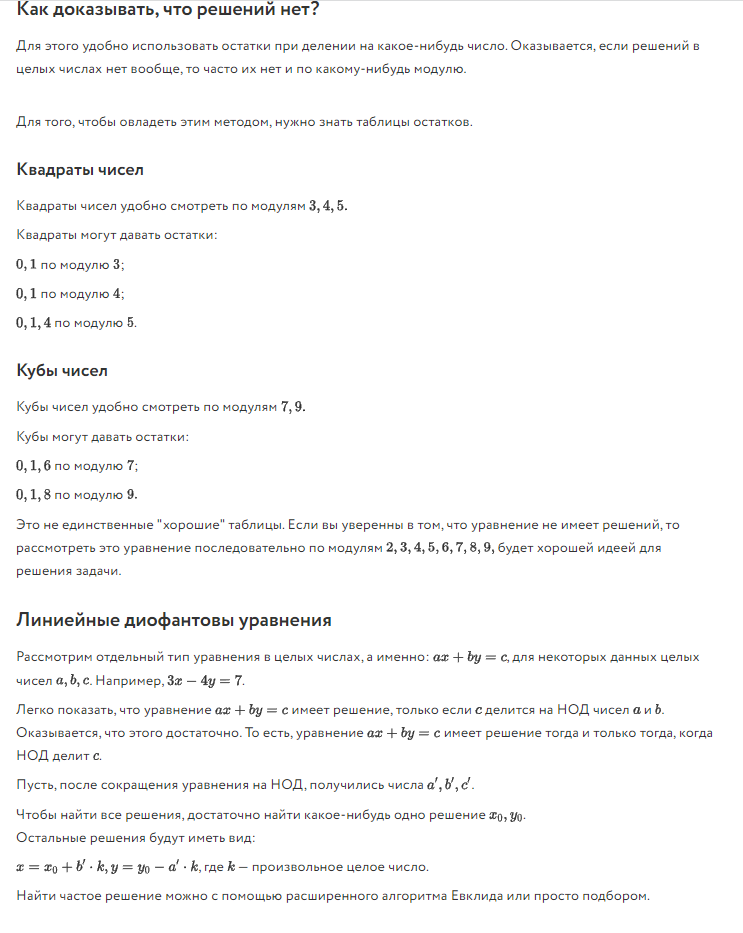 Как доказывать, что решений нет?
Для этого удобно использовать остатки при делении на какое-нибудь число. Оказывается, если решений в
целых числах нет вообще, то часто их нет и по какому-нибудь модулю.
Для того, чтобы овладеть этим методом, нужно знать таблицы остатков.
Квадраты чисел
Квадраты чисел удобно смотреть по модулям 3, 4, 5.
Квадраты могут давать остатки:
0, 1 по модулю 3;
0, 1 по модулю 4;
0, 1, 4 по модулю 5.
Кубы чисел
Кубы чисел удобно смотреть по модулям 7, 9.
Кубы могут давать остатки:
0, 1, 6 по модулю 7;
0, 1, 8 по модулю 9.
Это не единственные "хорошие" таблицы. Если вы уверенны в том, что уравнение не имеет решений, то
рассмотреть это уравнение последовательно по модулям 2, 3, 4, 5, 6, 7, 8, 9, будет хорошей идеей для
решения задачи.
Линиейные диофантовы уравнения
Рассмотрим отдельный тип уравнения в целых числах, а именно: ax + by = c, для некоторых данных целых
чисел a, b, c. Например, 3x − 4y = 7.
Легко показать, что уравнение ax + by = c имеет решение, только если c делится на НОД чисел a и b.
Оказывается, что этого достаточно. То есть, уравнение ax + by = c имеет решение тогда и только тогда, когда
НОД делит c.
Пусть, после сокращения уравнения на НОД, получились числа a′, b′, c′.
Чтобы найти все решения, достаточно найти какое-нибудь одно решение x₀, y₀.
Остальные решения будут иметь вид:
x = x₀ + b′ · k, y = y₀ − a′ · k, где k — произвольное целое число.
Найти частое решение можно с помощью расширенного алгоритма Евклида или просто подбором.